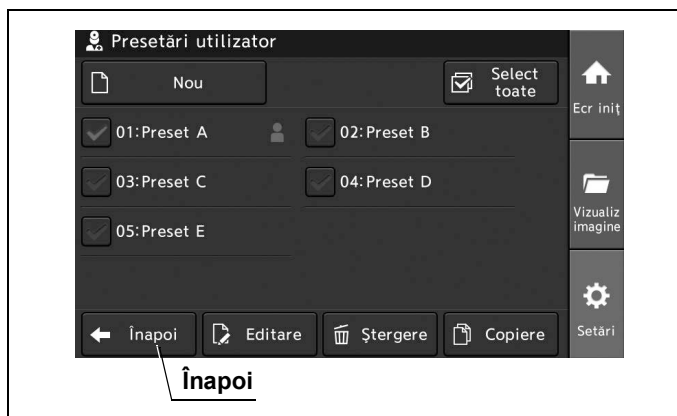 Presetări utilizator
Nou
Select
toate
01:Preset A
02:Preset B
03:Preset C
04:Preset D
05:Preset E
Înapoi
Editare
Ștergere
Copiere
Ecr iniț
Vizualiz
imagine
Setări
Înapoi